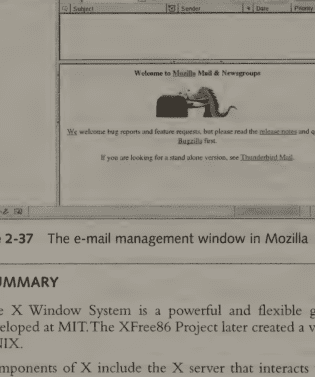 Subject Sender Date Priority
Welcome to Mozilla Mail & Newsgroups
We welcome bug reports and feature requests, but please read the release notes and q
Bugzilla first.
If you are looking for a stand alone version, see Thunderbird Mail.
2-37 The e-mail management window in Mozilla
UMMARY
e X Window System is a powerful and flexible g
eloped at MIT. The XFree86 Project later created a v
NIX.
mponents of X include the X server that interacts